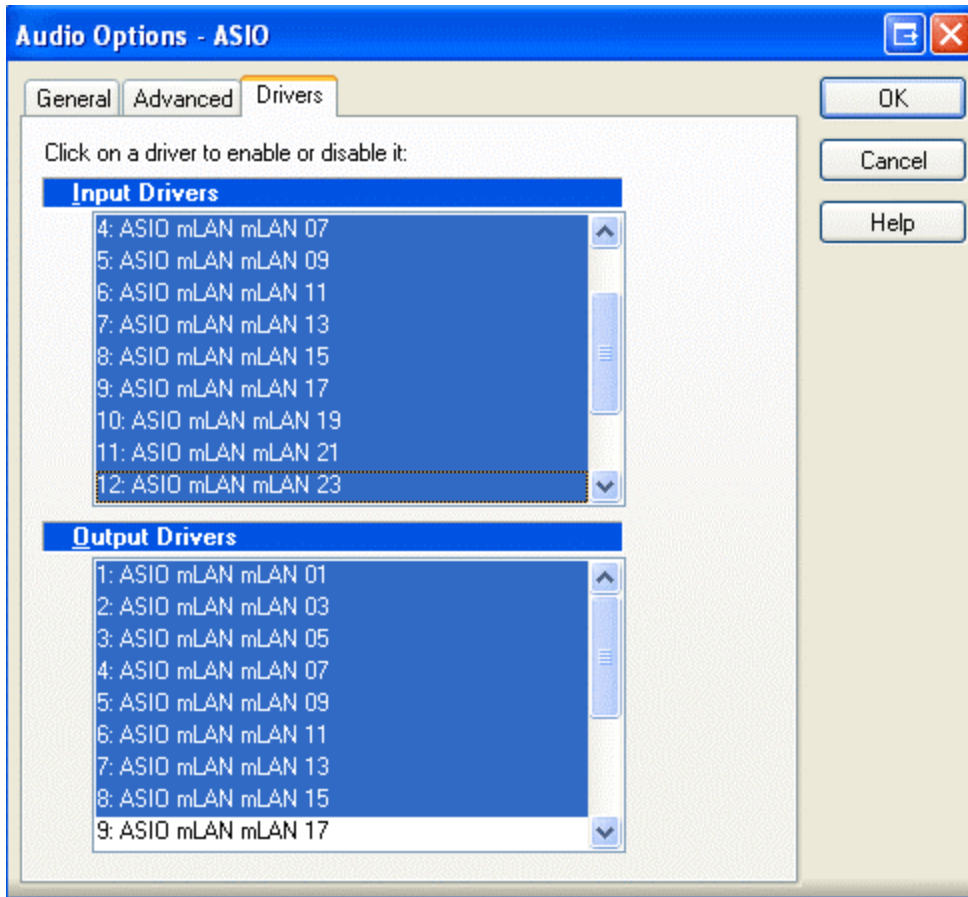 Audio Options - ASIO
General
Advanced
Drivers
OK
Cancel
Help
Click on a driver to enable or disable it:
Input Drivers
4: ASIO mLAN mLAN 07
5: ASIO mLAN mLAN 09
6: ASIO mLAN mLAN 11
7: ASIO mLAN mLAN 13
8: ASIO mLAN mLAN 15
9: ASIO mLAN mLAN 17
10: ASIO mLAN mLAN 19
11: ASIO mLAN mLAN 21
12: ASIO mLAN mLAN 23
Output Drivers
1: ASIO mLAN mLAN 01
2: ASIO mLAN mLAN 03
3: ASIO mLAN mLAN 05
4: ASIO mLAN mLAN 07
5: ASIO mLAN mLAN 09
6: ASIO mLAN mLAN 11
7: ASIO mLAN mLAN 13
8: ASIO mLAN mLAN 15
9: ASIO mLAN mLAN 17